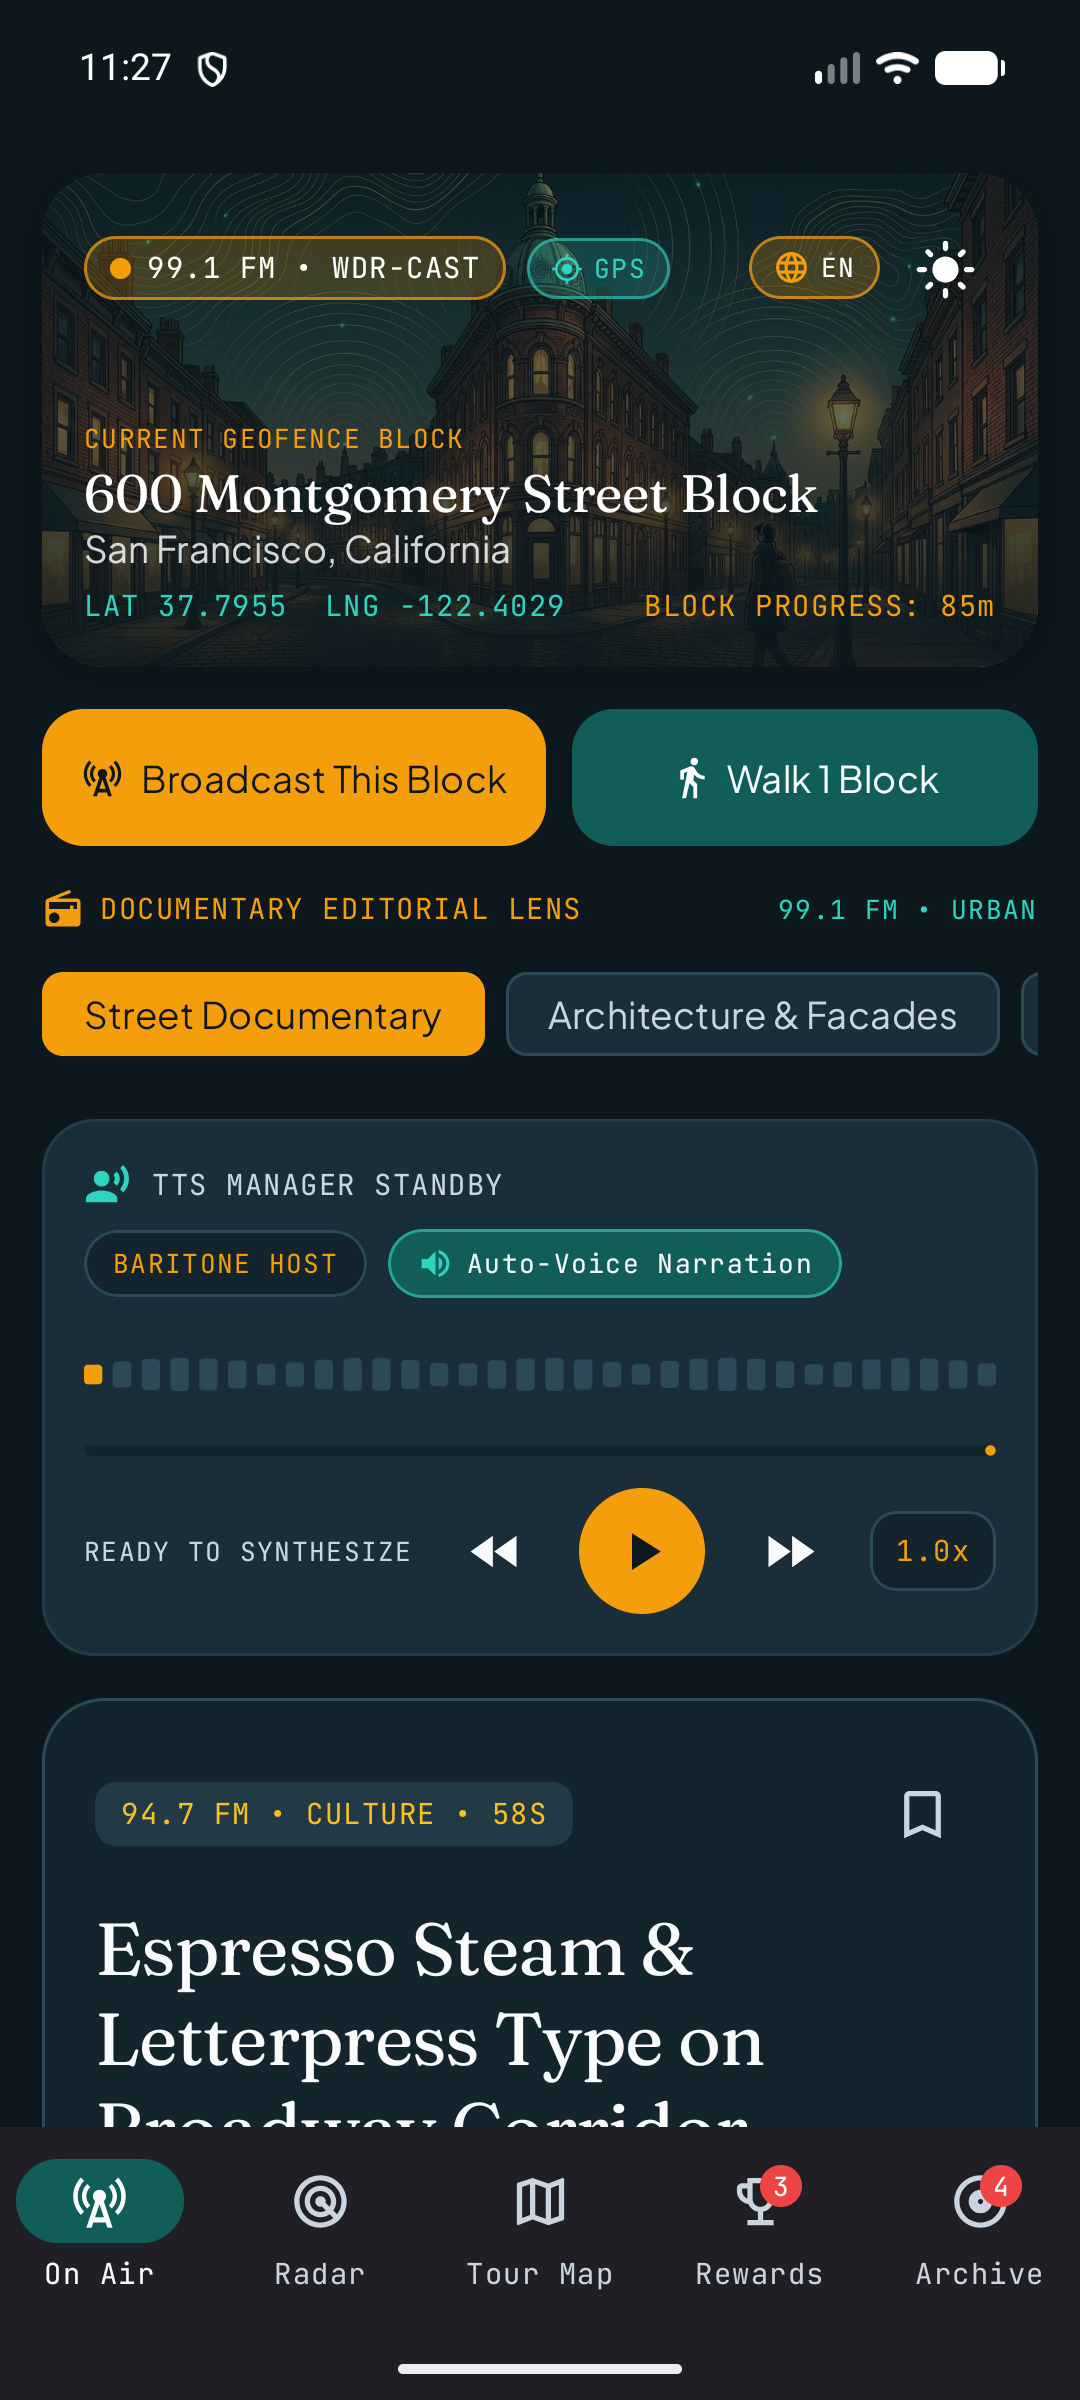 11:27
99.1 FM • WDR-CAST
GPS
EN
CURRENT GEOFENCE BLOCK
600 Montgomery Street Block
San Francisco, California
LAT 37.7955 LNG -122.4029
BLOCK PROGRESS: 85m
Broadcast This Block
Walk 1 Block
DOCUMENTARY EDITORIAL LENS
99.1 FM • URBAN
Street Documentary
Architecture & Facades
TTS MANAGER STANDBY
BARITONE HOST
Auto-Voice Narration
READY TO SYNTHESIZE
1.0x
94.7 FM • CULTURE • 58S
Espresso Steam &
Letterpress Type on
Broadway Corridor
3
4
On Air
Radar
Tour Map
Rewards
Archive